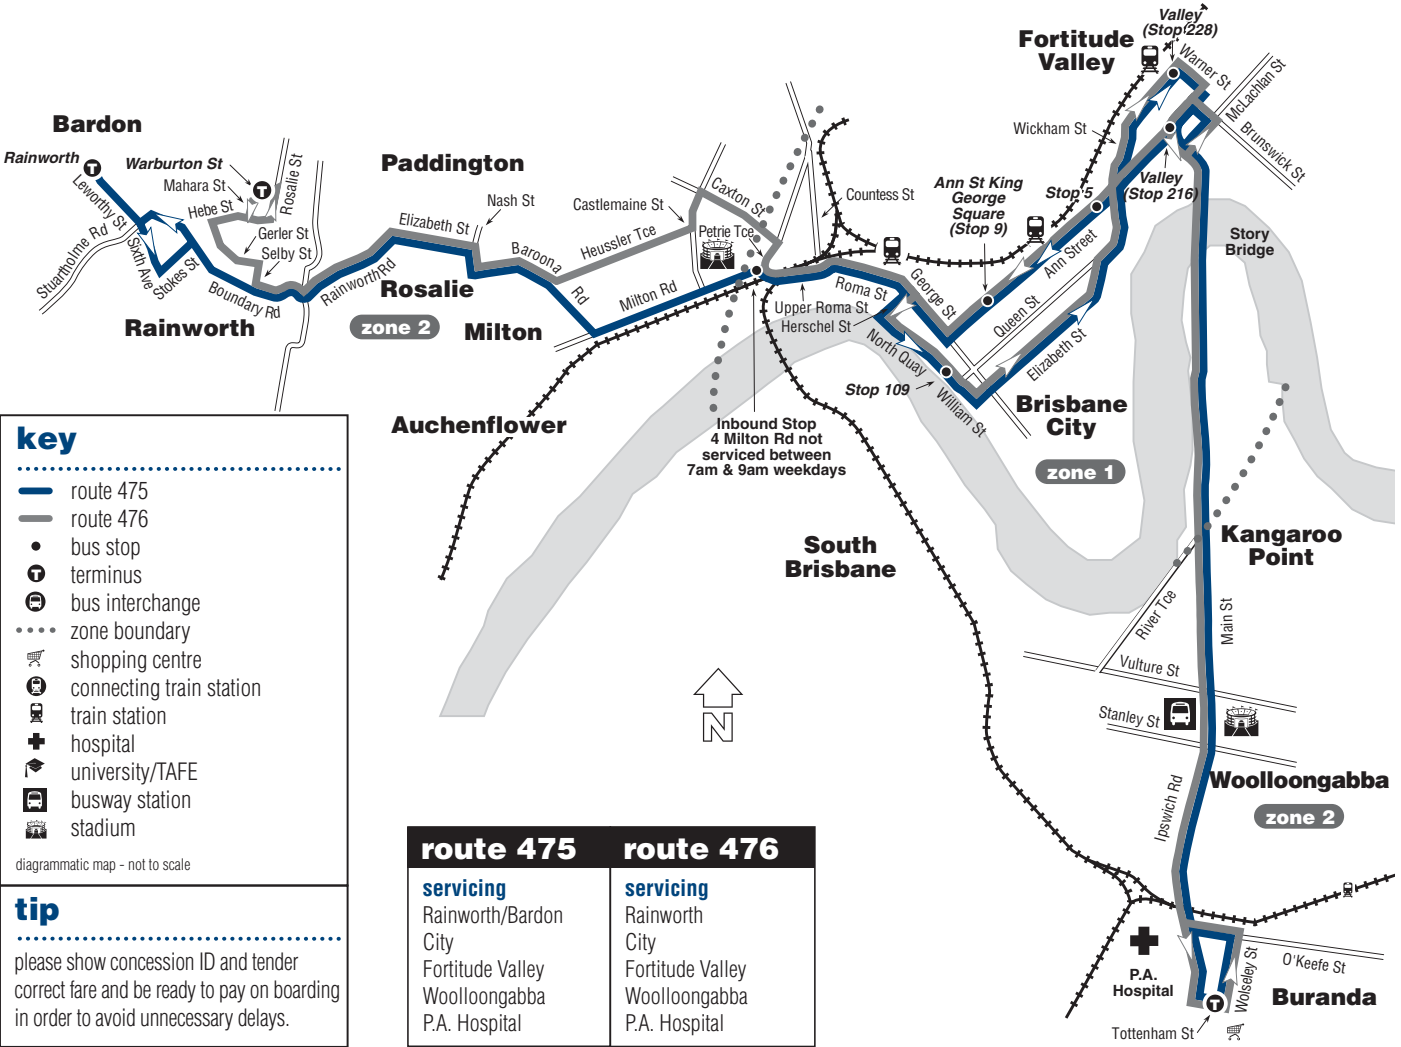 Valley
(Stop 228)
Fortitude
Valley
Warner St
McLachlan St
Brunswick St
Wickham St
Bardon
Rainworth
T
Warburton St
T
Mahara St
Rosalie St
Hebe St
Gerler St
Selby St
Leworthy St
Stuartholme Rd
Sixth Ave
Stokes St
Boundary Rd
Rainworth
Paddington
Elizabeth St
Nash St
Rainworth Rd
Rosalie
zone 2
Milton
Baroona
Rd
Castlemaine St
Heussler Tce
Caxton St
Petrie Tce
Milton Rd
Countess St
Ann St King
George
Square
(Stop 9)
Stop 5
Valley
(Stop 216)
Story
Bridge
Ann Street
Queen St
Elizabeth St
George St
Roma St
Upper Roma St
Herschel St
North Quay
Stop 109
William St
Auchenflower
Inbound Stop
4 Milton Rd not
serviced between
7am & 9am weekdays
Brisbane
City
zone 1
South
Brisbane
Kangaroo
Point
River Tce
Main St
Vulture St
Stanley St
Woolloongabba
zone 2
Ipswich Rd
P.A.
Hospital
O'Keefe St
Wolseley St
Buranda
T
Tottenham St
N
key
route 475
route 476
bus stop
T
terminus
bus interchange
zone boundary
shopping centre
connecting train station
train station
hospital
university/TAFE
busway station
stadium
diagrammatic map - not to scale
tip
please show concession ID and tender
correct fare and be ready to pay on boarding
in order to avoid unnecessary delays.
route 475
servicing
Rainworth/Bardon
City
Fortitude Valley
Woolloongabba
P.A. Hospital
route 476
servicing
Rainworth
City
Fortitude Valley
Woolloongabba
P.A. Hospital